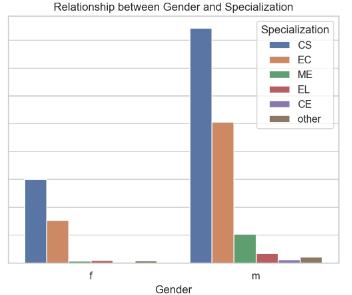 Relationship between Gender and Specialization
Specialization
CS
EC
ME
EL
CE
other
f
m
Gender